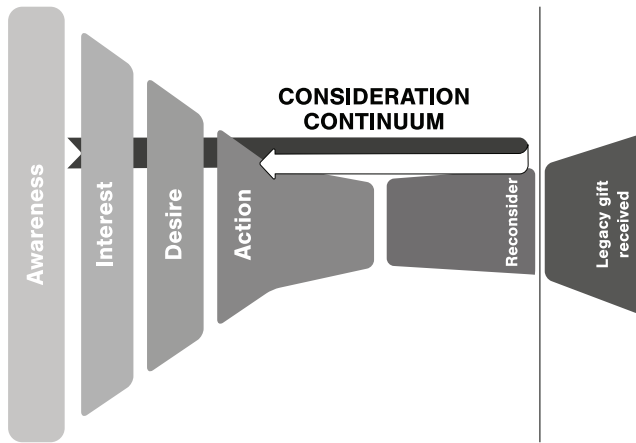 CONSIDERATION
CONTINUUM
Awareness
Interest
Desire
Action
Reconsider
Legacy gift
received